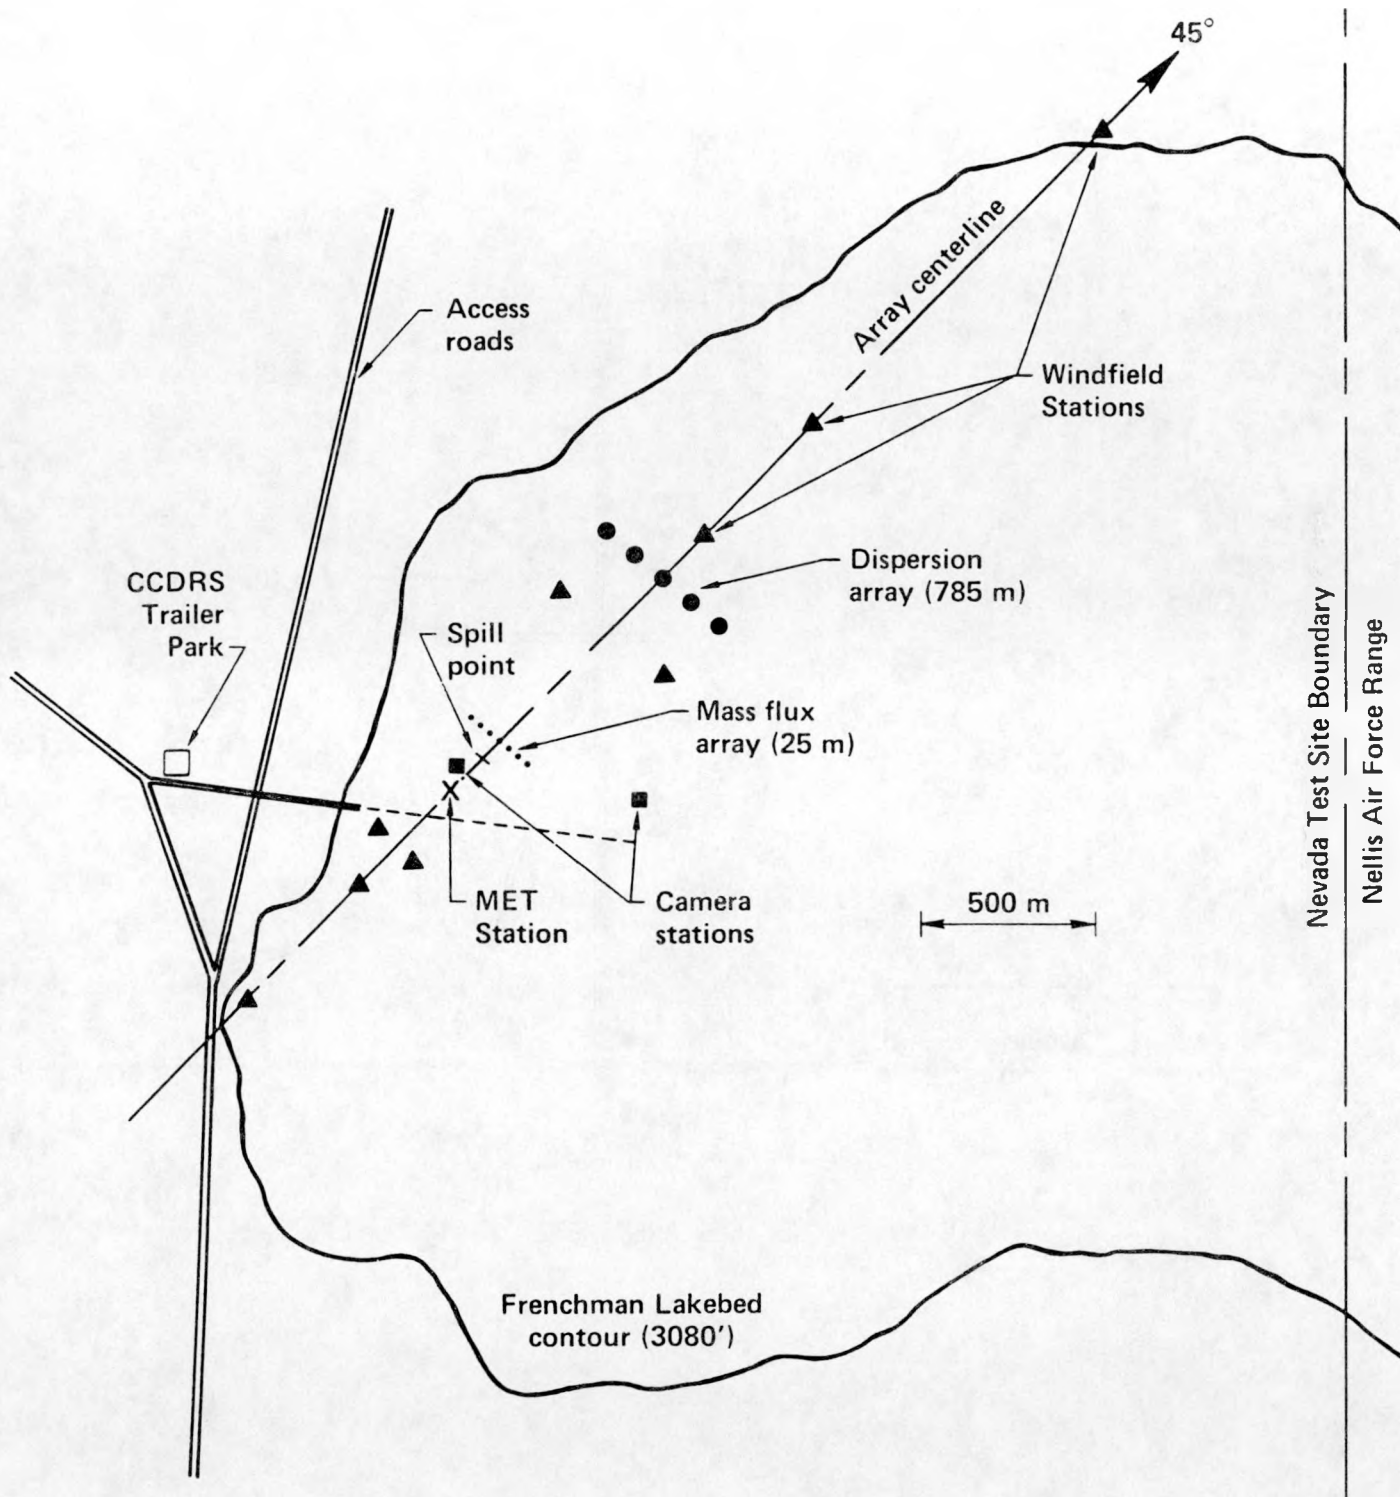 45°
Array centerline
Access
roads
Windfield
Stations
CCDRS
Trailer
Park
Dispersion
array (785 m)
Spill
point
Mass flux
array (25 m)
MET
Station
Camera
stations
500 m
Nevada Test Site Boundary
Nellis Air Force Range
Frenchman Lakebed
contour (3080')